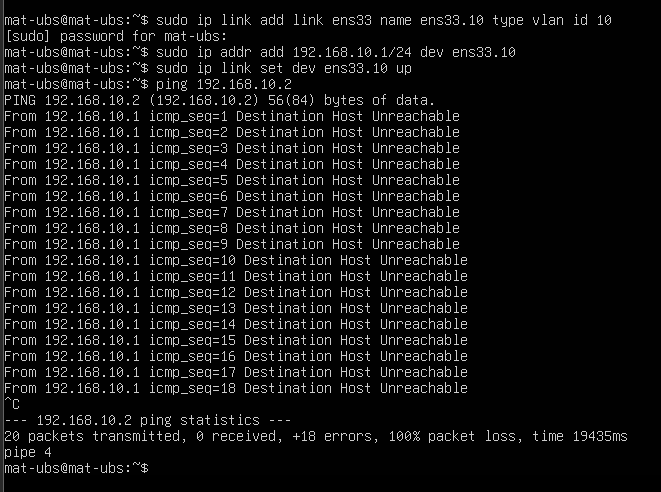 mat-ubs@mat-ubs:~$ sudo ip link add link ens33 name ens33.10 type vlan id 10
[sudo] password for mat-ubs:
mat-ubs@mat-ubs:~$ sudo ip addr add 192.168.10.1/24 dev ens33.10
mat-ubs@mat-ubs:~$ sudo ip link set dev ens33.10 up
mat-ubs@mat-ubs:~$ ping 192.168.10.2
PING 192.168.10.2 (192.168.10.2) 56(84) bytes of data.
From 192.168.10.1 icmp_seq=1 Destination Host Unreachable
From 192.168.10.1 icmp_seq=2 Destination Host Unreachable
From 192.168.10.1 icmp_seq=3 Destination Host Unreachable
From 192.168.10.1 icmp_seq=4 Destination Host Unreachable
From 192.168.10.1 icmp_seq=5 Destination Host Unreachable
From 192.168.10.1 icmp_seq=6 Destination Host Unreachable
From 192.168.10.1 icmp_seq=7 Destination Host Unreachable
From 192.168.10.1 icmp_seq=8 Destination Host Unreachable
From 192.168.10.1 icmp_seq=9 Destination Host Unreachable
From 192.168.10.1 icmp_seq=10 Destination Host Unreachable
From 192.168.10.1 icmp_seq=11 Destination Host Unreachable
From 192.168.10.1 icmp_seq=12 Destination Host Unreachable
From 192.168.10.1 icmp_seq=13 Destination Host Unreachable
From 192.168.10.1 icmp_seq=14 Destination Host Unreachable
From 192.168.10.1 icmp_seq=15 Destination Host Unreachable
From 192.168.10.1 icmp_seq=16 Destination Host Unreachable
From 192.168.10.1 icmp_seq=17 Destination Host Unreachable
From 192.168.10.1 icmp_seq=18 Destination Host Unreachable
^C
--- 192.168.10.2 ping statistics ---
20 packets transmitted, 0 received, +18 errors, 100% packet loss, time 19435ms
pipe 4
mat-ubs@mat-ubs:~$